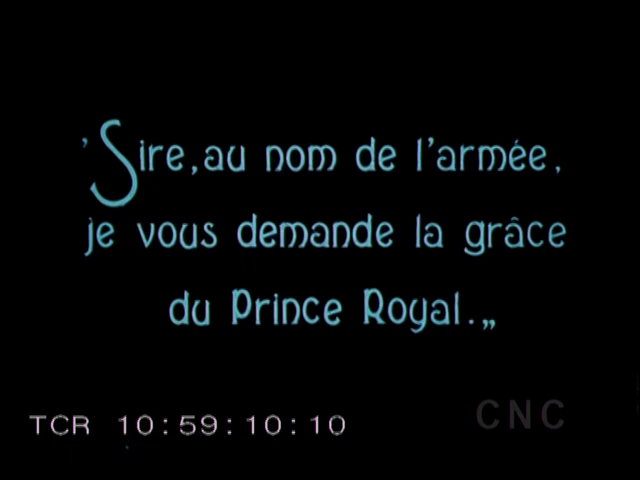 'Sire, au nom de l'armée,
je vous demande la grâce
du Prince Royal.„
CNC
TCR 10:59:10:10